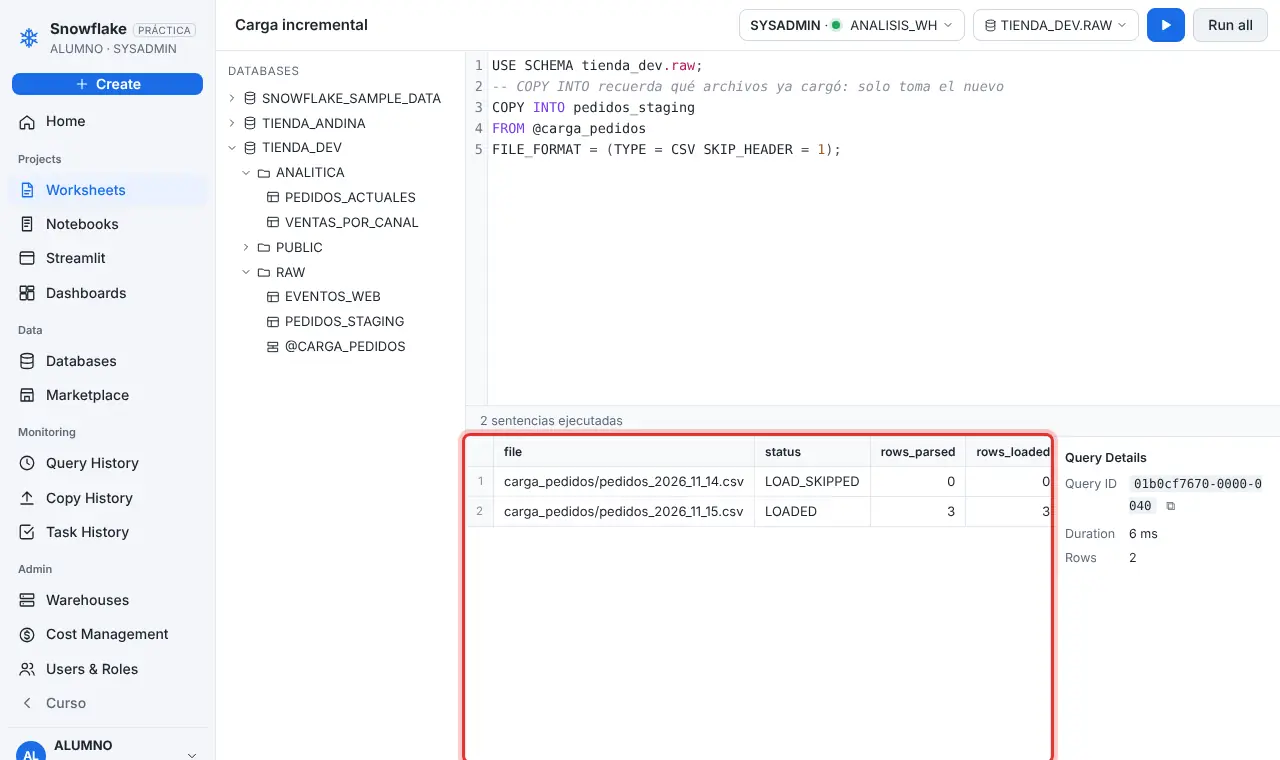 Snowflake PRÁCTICA
ALUMNO · SYSADMIN
+ Create
Home
Projects
Worksheets
Notebooks
Streamlit
Dashboards
Data
Databases
Marketplace
Monitoring
Query History
Copy History
Task History
Admin
Warehouses
Cost Management
Users & Roles
Curso
AL ALUMNO
Carga incremental
SYSADMIN · ANALISIS_WH
TIENDA_DEV.RAW
Run all
DATABASES
SNOWFLAKE_SAMPLE_DATA
TIENDA_ANDINA
TIENDA_DEV
ANALITICA
PEDIDOS_ACTUALES
VENTAS_POR_CANAL
PUBLIC
RAW
EVENTOS_WEB
PEDIDOS_STAGING
@CARGA_PEDIDOS
1 USE SCHEMA tienda_dev.raw;
2 -- COPY INTO recuerda qué archivos ya cargó: solo toma el nuevo
3 COPY INTO pedidos_staging
4 FROM @carga_pedidos
5 FILE_FORMAT = (TYPE = CSV SKIP_HEADER = 1);
2 sentencias ejecutadas
file status rows_parsed rows_loaded
1 carga_pedidos/pedidos_2026_11_14.csv LOAD_SKIPPED 0 0
2 carga_pedidos/pedidos_2026_11_15.csv LOADED 3 3
Query Details
Query ID 01b0cf7670-0000-0
040
Duration 6 ms
Rows 2